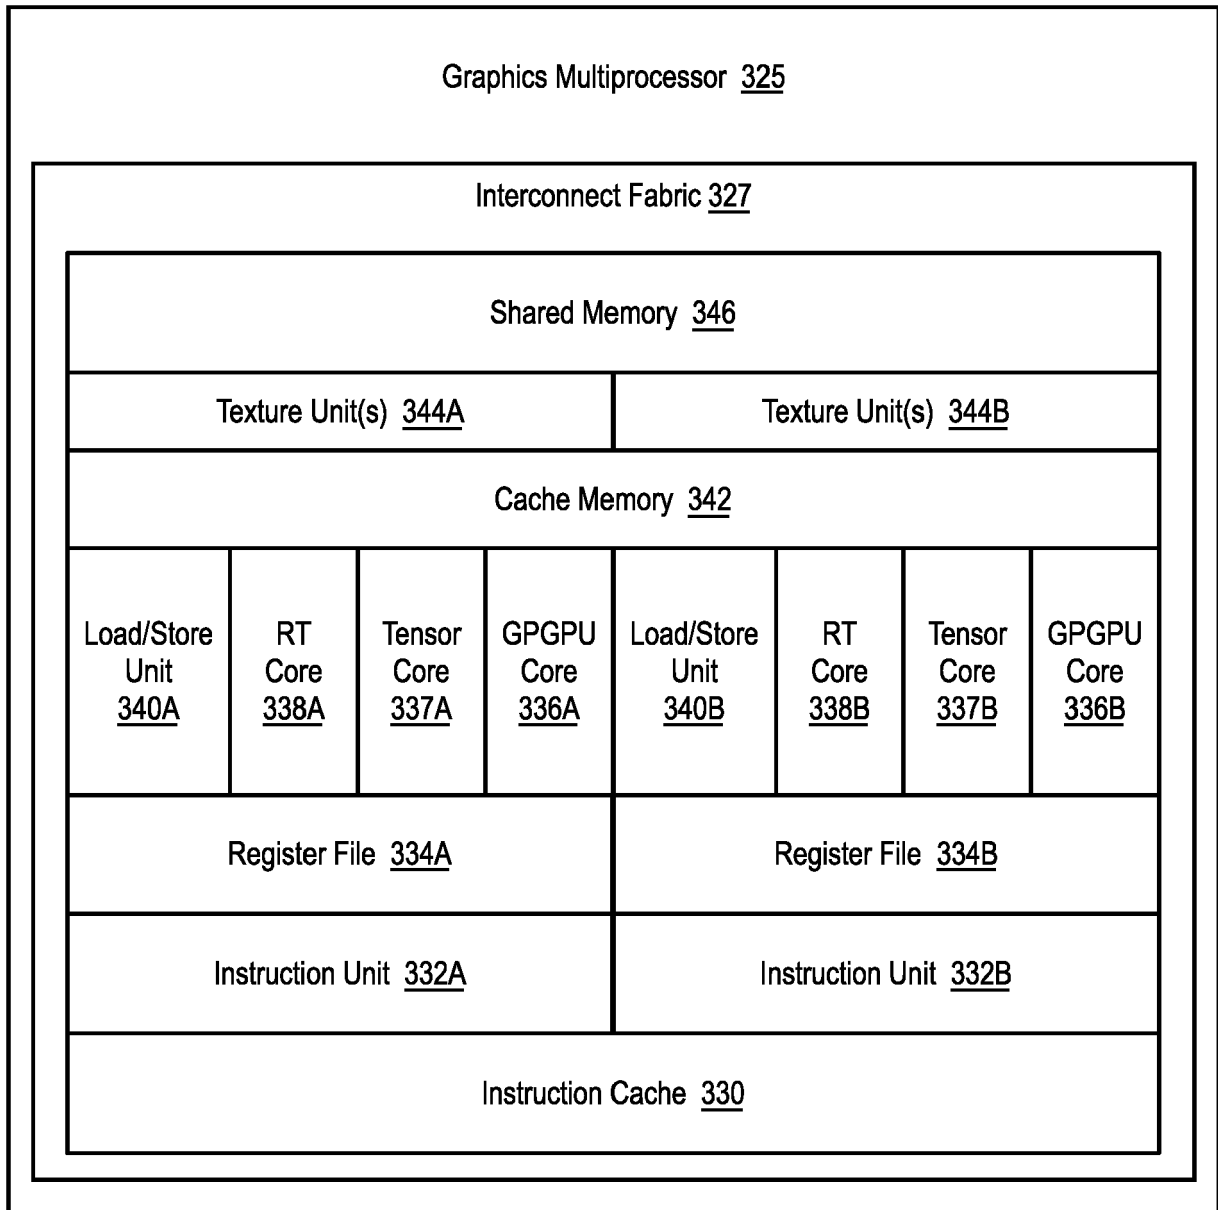 Graphics Multiprocessor 325
Interconnect Fabric 327
Shared Memory 346
Texture Unit(s) 344A
Texture Unit(s) 344B
Cache Memory 342
Load/Store
Unit
340A
RT
Core
338A
Tensor
Core
337A
GPGPU
Core
336A
Load/Store
Unit
340B
RT
Core
338B
Tensor
Core
337B
GPGPU
Core
336B
Register File 334A
Register File 334B
Instruction Unit 332A
Instruction Unit 332B
Instruction Cache 330